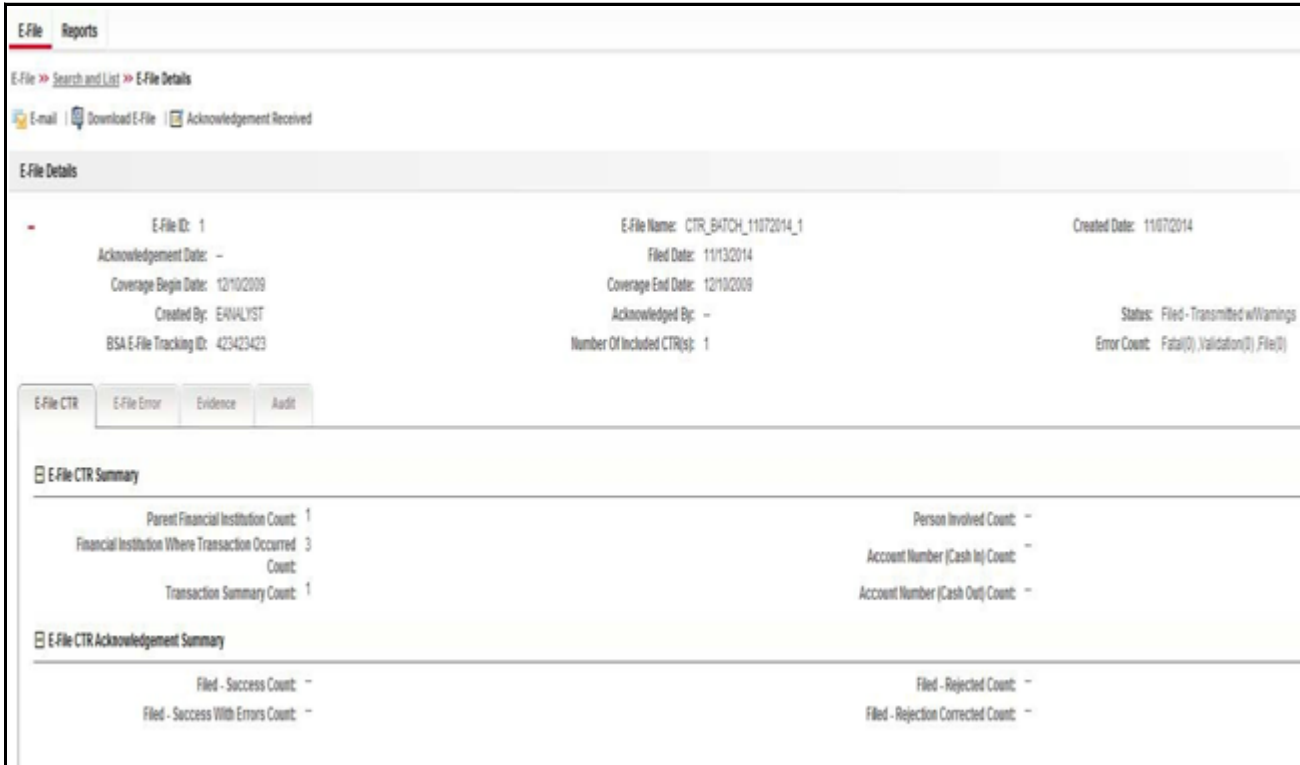 E-File Reports
E-File » Search and List » E-File Details
E-mail | Download E-File | Acknowledgement Received
E-File Details
E-File ID: 1 E-File Name: CTR_BATCH_11072014_1 Created Date: 11/07/2014
Acknowledgement Date: -- Filed Date: 11/13/2014
Coverage Begin Date: 12/10/2009 Coverage End Date: 12/10/2009
Created By: EANALYST Acknowledged By: -- Status: Filed - Transmitted w/Warnings
BSA E-File Tracking ID: 423423423 Number Of Included CTR(s): 1 Error Count: Fatal(0) ,Validation(0) ,File(0)
E-File CTR E-File Error Evidence Audit
E-File CTR Summary
Parent Financial Institution Count: 1 Person Involved Count: --
Financial Institution Where Transaction Occurred 3 Account Number (Cash In) Count: --
Count:
Transaction Summary Count: 1 Account Number (Cash Out) Count: --
E-File CTR Acknowledgement Summary
Filed - Success Count: -- Filed - Rejected Count: --
Filed - Success With Errors Count: -- Filed - Rejection Corrected Count: --